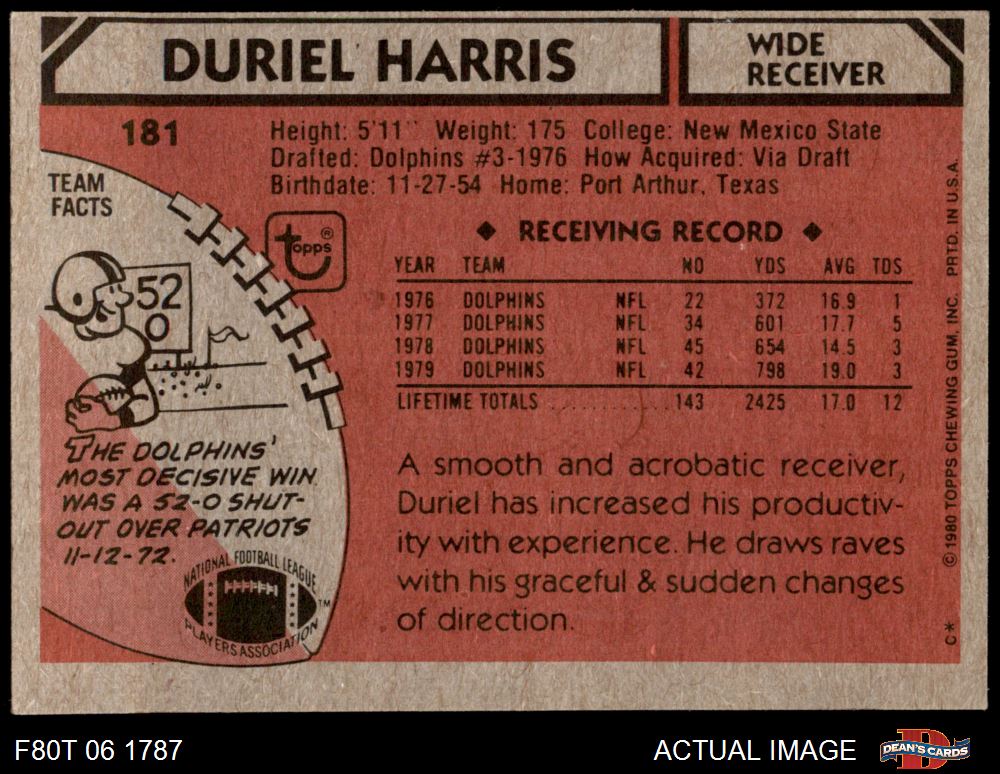 DURIEL HARRIS
WIDE
RECEIVER
181
Height: 5'11" Weight: 175 College: New Mexico State
Drafted: Dolphins #3-1976 How Acquired: Via Draft
Birthdate: 11-27-54 Home: Port Arthur, Texas
TEAM
FACTS
topps®
52
0
THE DOLPHINS'
MOST DECISIVE WIN
WAS A 52-0 SHUT-
OUT OVER PATRIOTS
11-12-72.
NATIONAL FOOTBALL LEAGUE
PLAYERS ASSOCIATION
TM
◆ RECEIVING RECORD ◆
YEAR TEAM NO YDS AVG TDS
1976 DOLPHINS NFL 22 372 16.9 1
1977 DOLPHINS NFL 34 601 17.7 5
1978 DOLPHINS NFL 45 654 14.5 3
1979 DOLPHINS NFL 42 798 19.0 3
LIFETIME TOTALS ............ 143 2425 17.0 12
A smooth and acrobatic receiver,
Duriel has increased his productiv-
ity with experience. He draws raves
with his graceful & sudden changes
of direction.
C* ©1980 TOPPS CHEWING GUM, INC. PRTD. IN U.S.A.
F80T 06 1787
ACTUAL IMAGE
DEAN'S CARDS